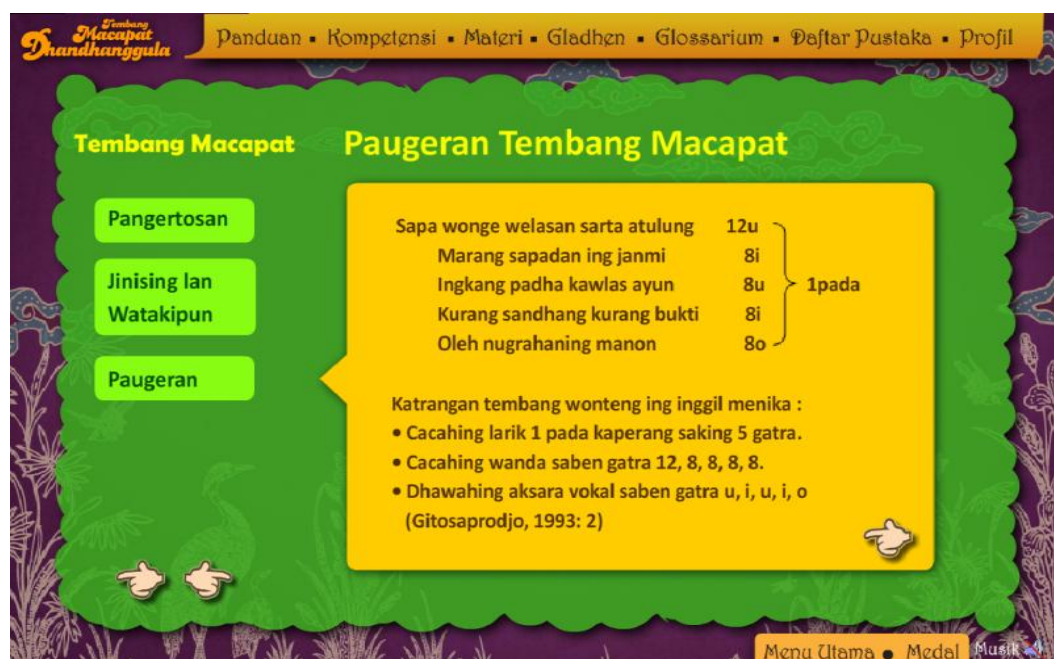 Tembang
Macapat
Dhandhanggula
Panduan ▪ Kompetensi ▪ Materi ▪ Gladhen ▪ Glossarium ▪ Daftar Pustaka ▪ Profil
Tembang Macapat
Paugeran Tembang Macapat
Pangertosan
Jinising lan
Watakipun
Paugeran
Sapa wonge welasan sarta atulung 12u
Marang sapadan ing janmi 8i
Ingkang padha kawlas ayun 8u 1pada
Kurang sandhang kurang bukti 8i
Oleh nugrahaning manon 8o
Katrangan tembang wonteng ing inggil menika :
• Cacahing larik 1 pada kaperang saking 5 gatra.
• Cacahing wanda saben gatra 12, 8, 8, 8, 8.
• Dhawahing aksara vokal saben gatra u, i, u, i, o
(Gitosaprodjo, 1993: 2)
Menu Utama ● Medal Musik